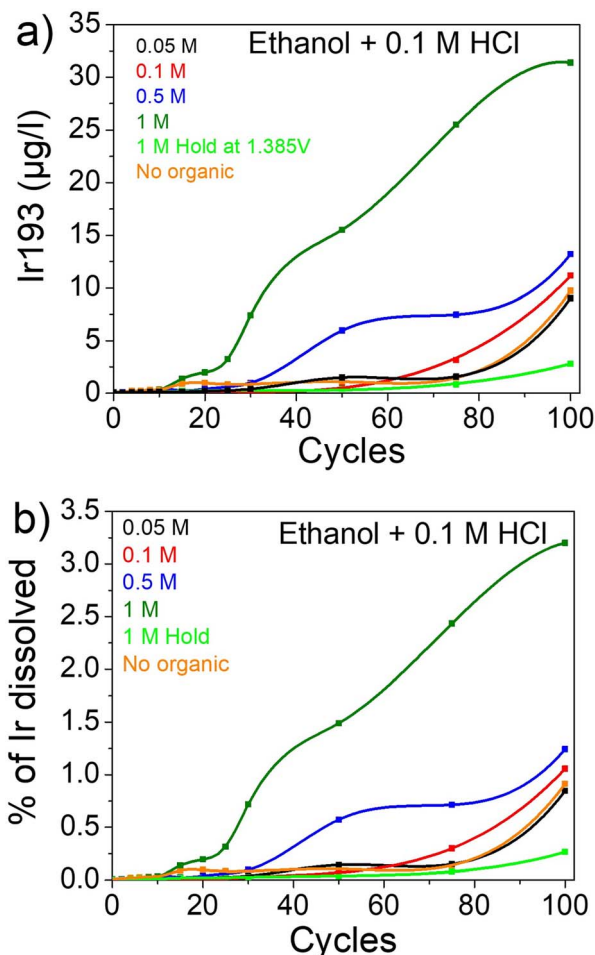 a)
Ethanol + 0.1 M HCl
0.05 M
0.1 M
0.5 M
1 M
1 M Hold at 1.385V
No organic
Ir193 (µg/l)
35
30
25
20
15
10
5
0
0 20 40 60 80 100
Cycles
b)
Ethanol + 0.1 M HCl
0.05 M
0.1 M
0.5 M
1 M
1 M Hold
No organic
% of Ir dissolved
3.5
3.0
2.5
2.0
1.5
1.0
0.5
0.0
0 20 40 60 80 100
Cycles